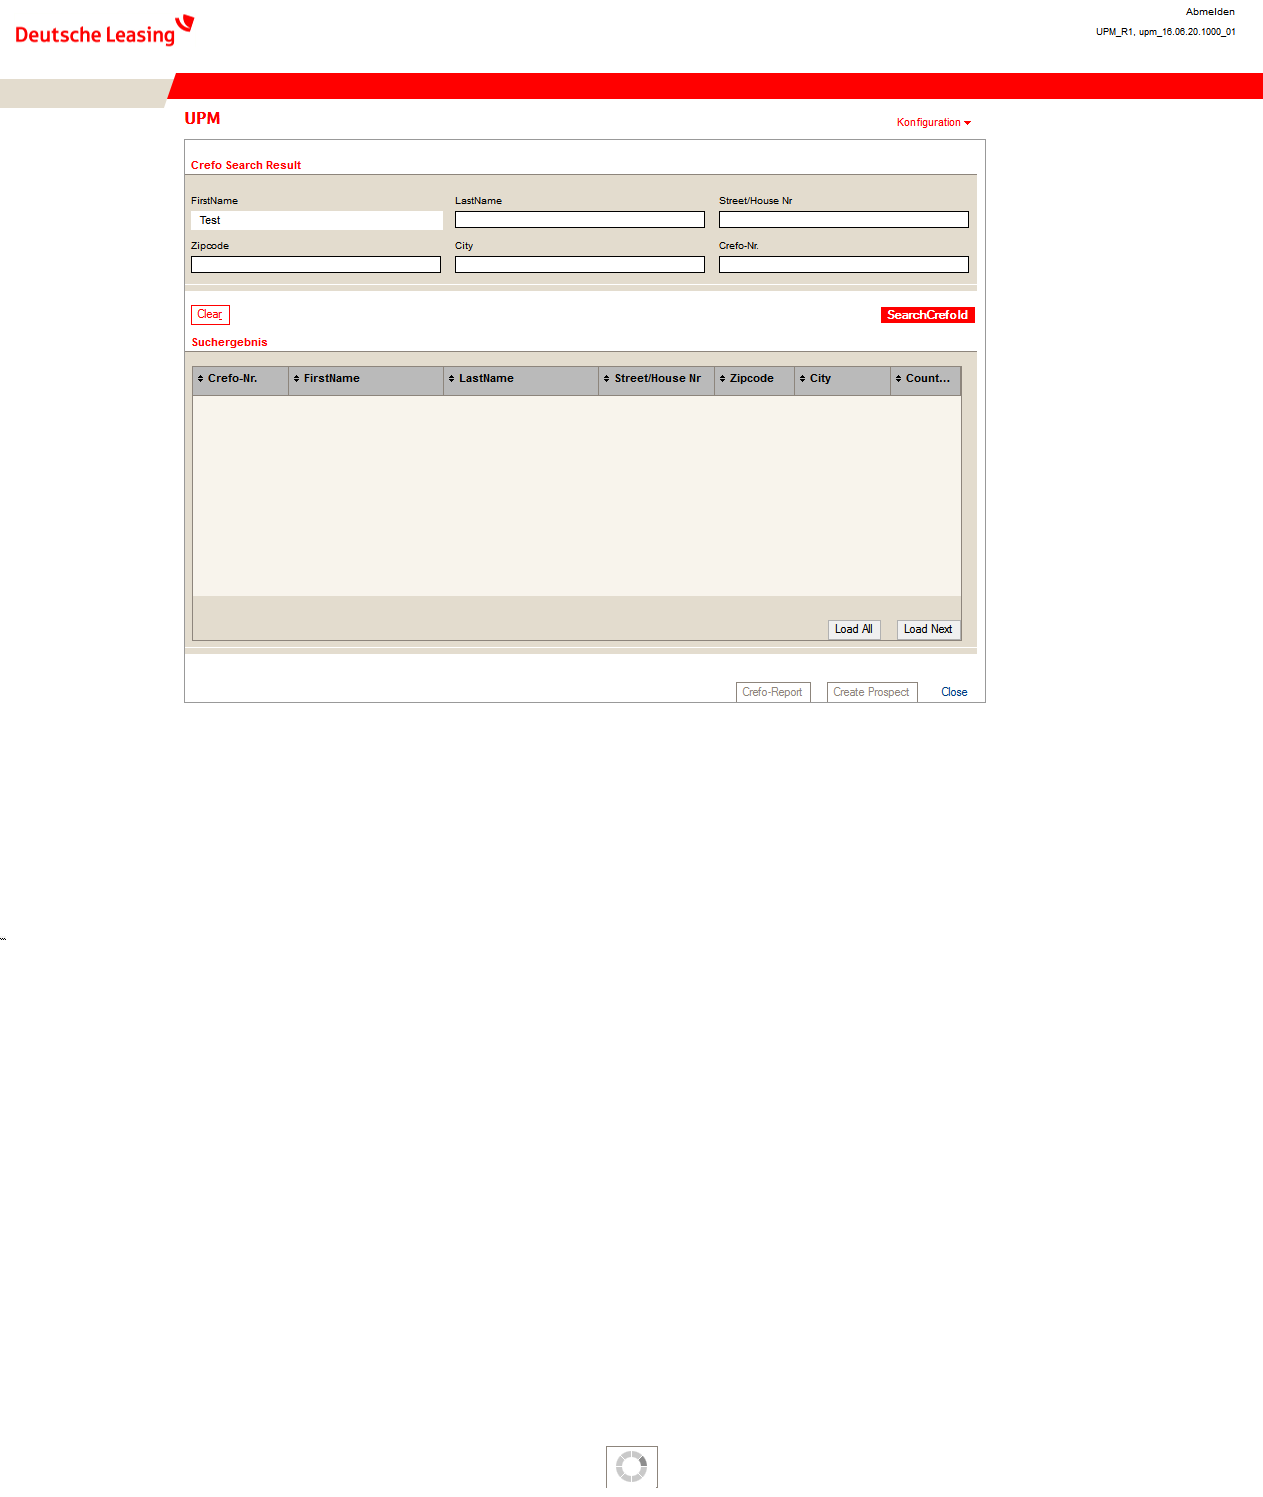 Deutsche Leasing
Abmelden
UPM_R1, upm_16.06.20.1000_01
UPM
Konfiguration
Crefo Search Result
FirstName LastName Street/House Nr
Test
Zipcode City Crefo-Nr.
Clear SearchCrefoId
Suchergebnis
Crefo-Nr. FirstName LastName Street/House Nr Zipcode City Count...
Load All Load Next
Crefo-Report Create Prospect Close